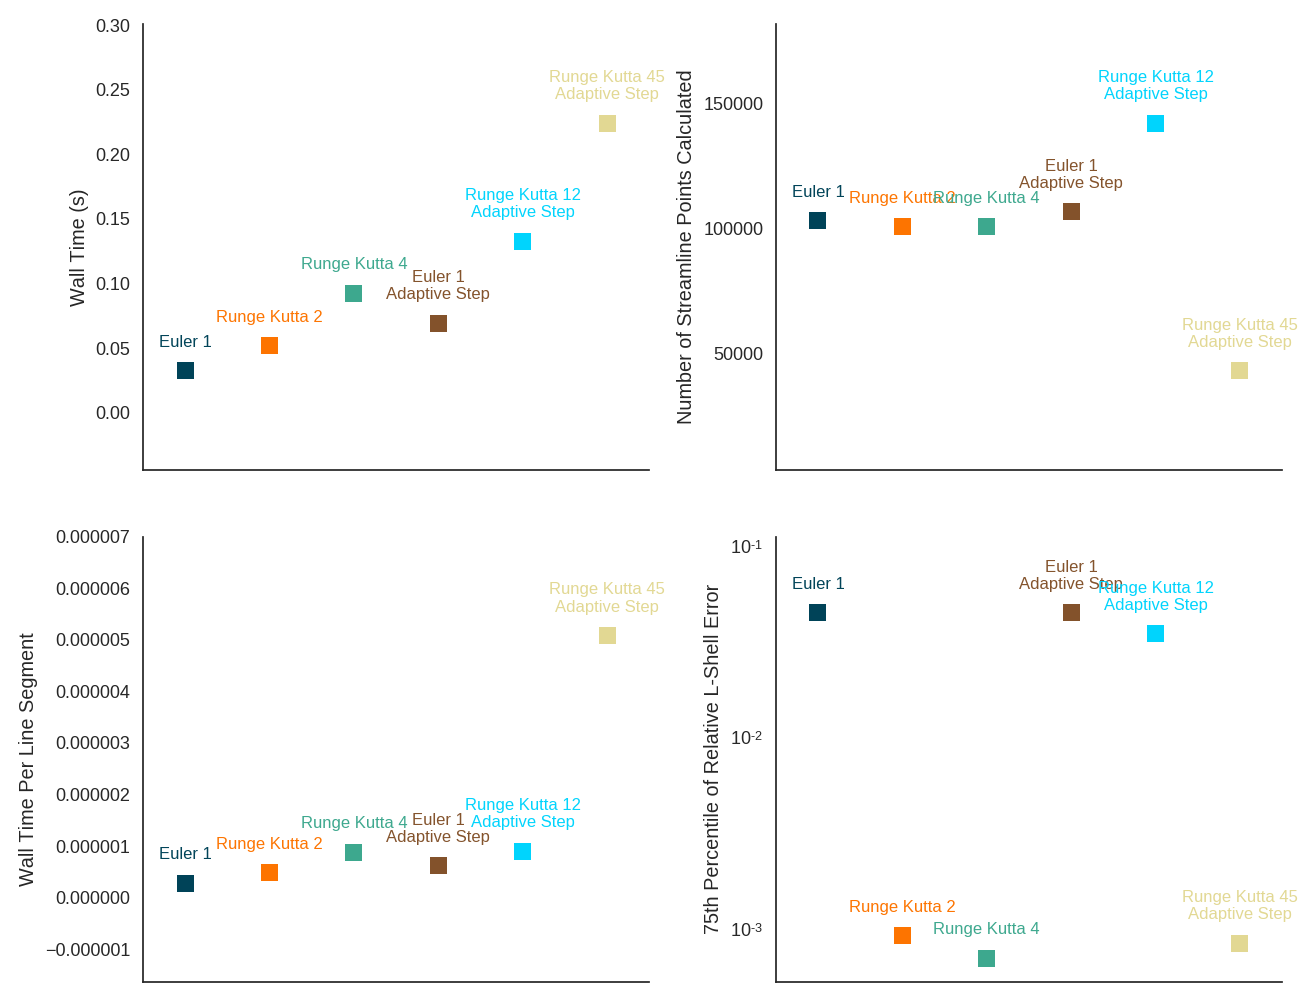 0.30
0.25
0.20
0.15
0.10
0.05
0.00
Wall Time (s)
Euler 1
Runge Kutta 2
Runge Kutta 4
Euler 1
Adaptive Step
Runge Kutta 12
Adaptive Step
Runge Kutta 45
Adaptive Step
150000
100000
50000
Number of Streamline Points Calculated
Euler 1
Runge Kutta 2
Runge Kutta 4
Euler 1
Adaptive Step
Runge Kutta 12
Adaptive Step
Runge Kutta 45
Adaptive Step
0.000007
0.000006
0.000005
0.000004
0.000003
0.000002
0.000001
0.000000
−0.000001
Wall Time Per Line Segment
Euler 1
Runge Kutta 2
Runge Kutta 4
Euler 1
Adaptive Step
Runge Kutta 12
Adaptive Step
Runge Kutta 45
Adaptive Step
10⁻¹
10⁻²
10⁻³
75th Percentile of Relative L-Shell Error
Euler 1
Runge Kutta 2
Runge Kutta 4
Euler 1
Adaptive Step
Runge Kutta 12
Adaptive Step
Runge Kutta 45
Adaptive Step